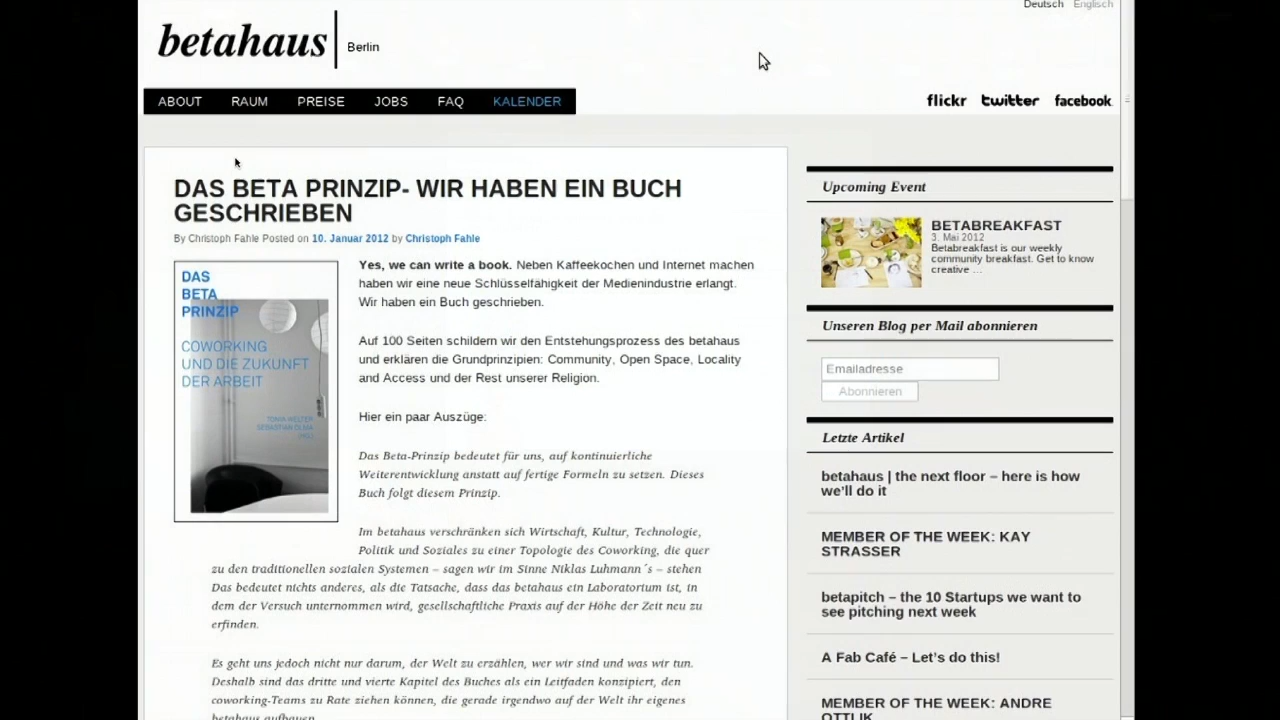 Deutsch Englisch
betahaus Berlin
ABOUT RAUM PREISE JOBS FAQ KALENDER
flickr twitter facebook
DAS BETA PRINZIP- WIR HABEN EIN BUCH
GESCHRIEBEN
By Christoph Fahle Posted on 10. Januar 2012 by Christoph Fahle
DAS
BETA
PRINZIP
COWORKING
UND DIE ZUKUNFT
DER ARBEIT
TONIA WELTER
SEBASTIAN OLMA
Yes, we can write a book. Neben Kaffeekochen und Internet machen
haben wir eine neue Schlüsselfähigkeit der Medienindustrie erlangt.
Wir haben ein Buch geschrieben.
Auf 100 Seiten schildern wir den Entstehungsprozess des betahaus
und erklären die Grundprinzipien: Community, Open Space, Locality
and Access und der Rest unserer Religion.
Hier ein paar Auszüge:
Das Beta-Prinzip bedeutet für uns, auf kontinuierliche
Weiterentwicklung anstatt auf fertige Formeln zu setzen. Dieses
Buch folgt diesem Prinzip.
Im betahaus verschränken sich Wirtschaft, Kultur, Technologie,
Politik und Soziales zu einer Topologie des Coworking, die quer
zu den traditionellen sozialen Systemen – sagen wir im Sinne Niklas Luhmann´s – stehen
Das bedeutet nichts anderes, als die Tatsache, dass das betahaus ein Laboratorium ist, in
dem der Versuch unternommen wird, gesellschaftliche Praxis auf der Höhe der Zeit neu zu
erfinden.
Es geht uns jedoch nicht nur darum, der Welt zu erzählen, wer wir sind und was wir tun.
Deshalb sind das dritte und vierte Kapitel des Buches als ein Leitfaden konzipiert, den
coworking-Teams zu Rate ziehen können, die gerade irgendwo auf der Welt ihr eigenes
betahaus aufbauen.
Upcoming Event
BETABREAKFAST
3. Mai 2012
Betabreakfast is our weekly
community breakfast. Get to know
creative ...
Unseren Blog per Mail abonnieren
Emailadresse
Abonnieren
Letzte Artikel
betahaus | the next floor – here is how
we'll do it
MEMBER OF THE WEEK: KAY
STRASSER
betapitch – the 10 Startups we want to
see pitching next week
A Fab Café – Let's do this!
MEMBER OF THE WEEK: ANDRE
OTTLIK